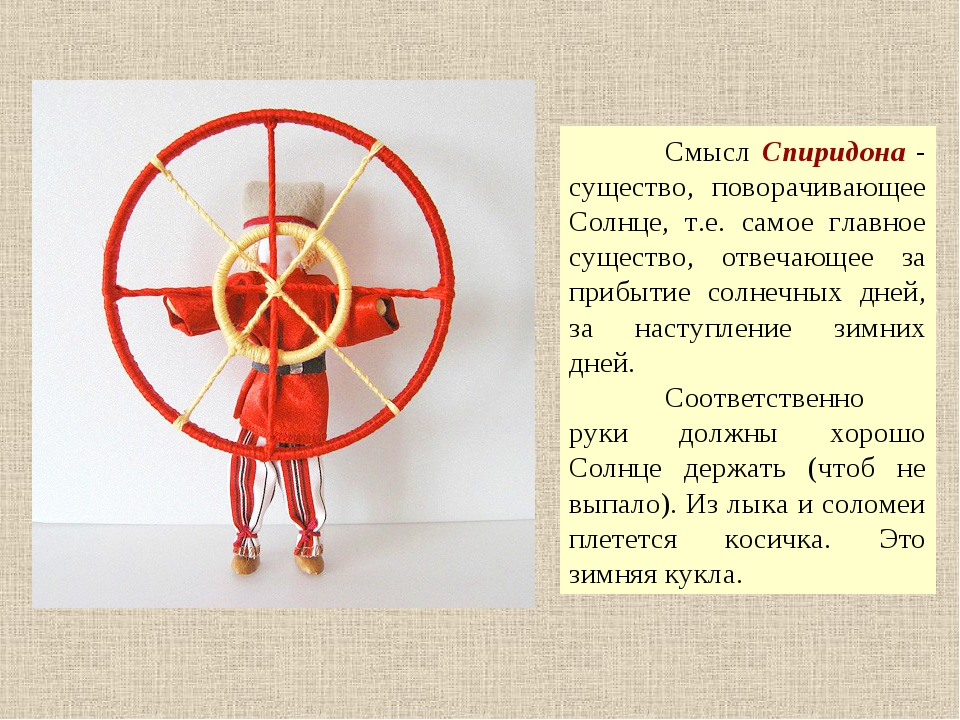 Смысл Спиридона -
существо, поворачивающее
Солнце, т.е. самое главное
существо, отвечающее за
прибытие солнечных дней,
за наступление зимних
дней.
Соответственно
руки должны хорошо
Солнце держать (чтоб не
выпало). Из лыка и соломеи
плетется косичка. Это
зимняя кукла.